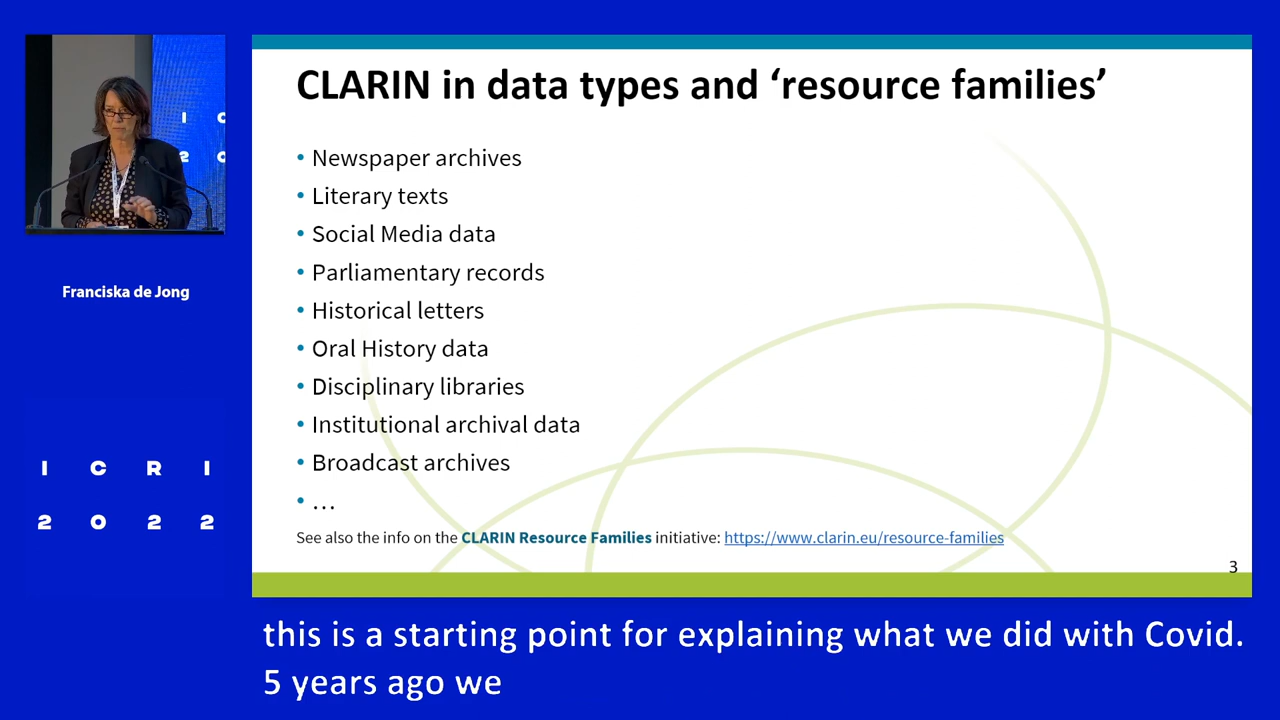 I C
2 0
Franciska de Jong
I C R I
2 0 2 2
CLARIN in data types and ‘resource families’
• Newspaper archives
• Literary texts
• Social Media data
• Parliamentary records
• Historical letters
• Oral History data
• Disciplinary libraries
• Institutional archival data
• Broadcast archives
• …
See also the info on the CLARIN Resource Families initiative: https://www.clarin.eu/resource-families
3
this is a starting point for explaining what we did with Covid.
5 years ago we